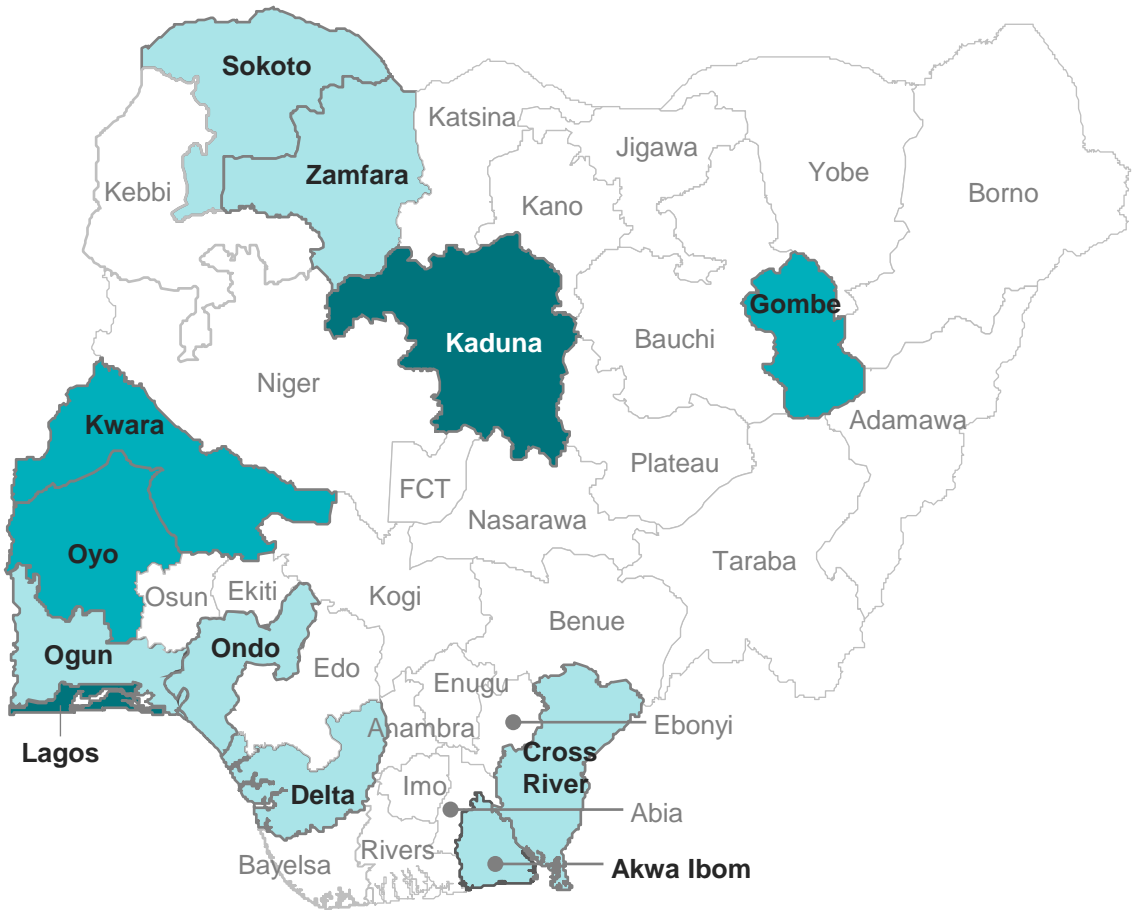 Sokoto
Katsina
Jigawa
Yobe
Zamfara
Kebbi
Borno
Kano
Gombe
Kaduna
Bauchi
Niger
Adamawa
Kwara
Plateau
FCT
Nasarawa
Oyo
Taraba
Osun
Ekiti
Kogi
Benue
Ogun
Ondo
Edo
Enugu
Anambra
Ebonyi
Lagos
Cross
River
Imo
Delta
Abia
Rivers
Bayelsa
Akwa Ibom